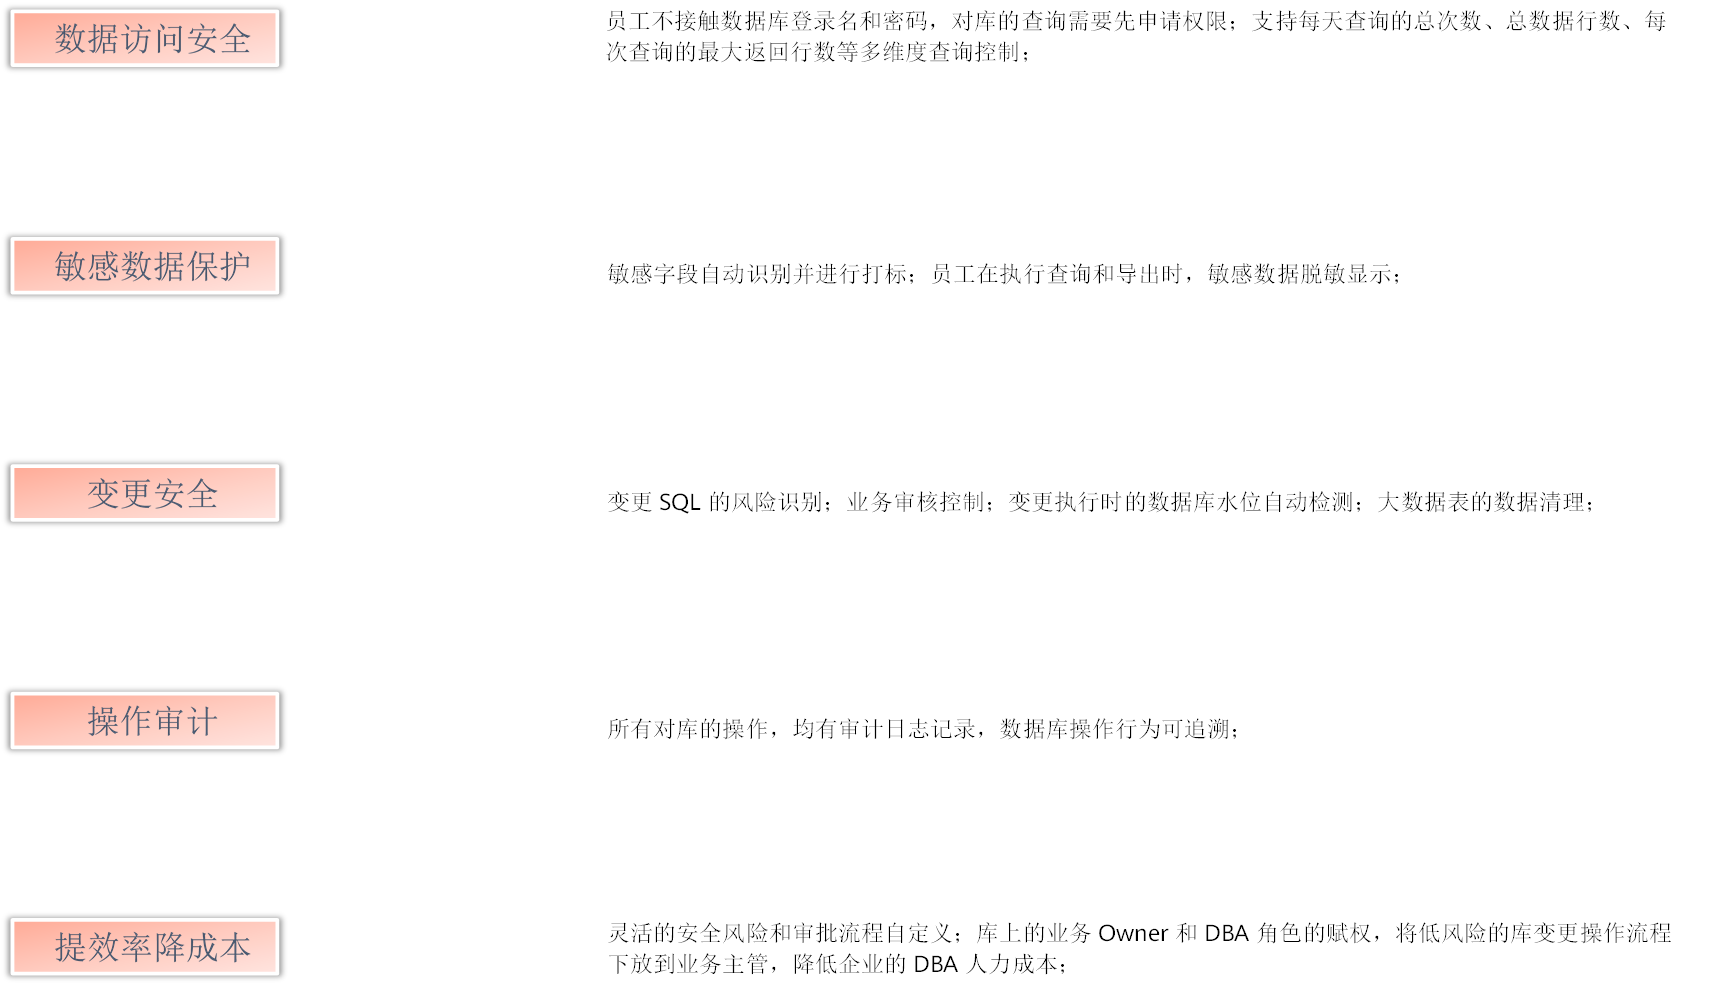 数据访问安全
员工不接触数据库登录名和密码，对库的查询需要先申请权限；支持每天查询的总次数、总数据行数、每
次查询的最大返回行数等多维度查询控制；
敏感数据保护
敏感字段自动识别并进行打标；员工在执行查询和导出时，敏感数据脱敏显示；
变更安全
变更 SQL 的风险识别；业务审核控制；变更执行时的数据库水位自动检测；大数据表的数据清理；
操作审计
所有对库的操作，均有审计日志记录，数据库操作行为可追溯；
提效率降成本
灵活的安全风险和审批流程自定义；库上的业务 Owner 和 DBA 角色的赋权，将低风险的库变更操作流程
下放到业务主管，降低企业的 DBA 人力成本；